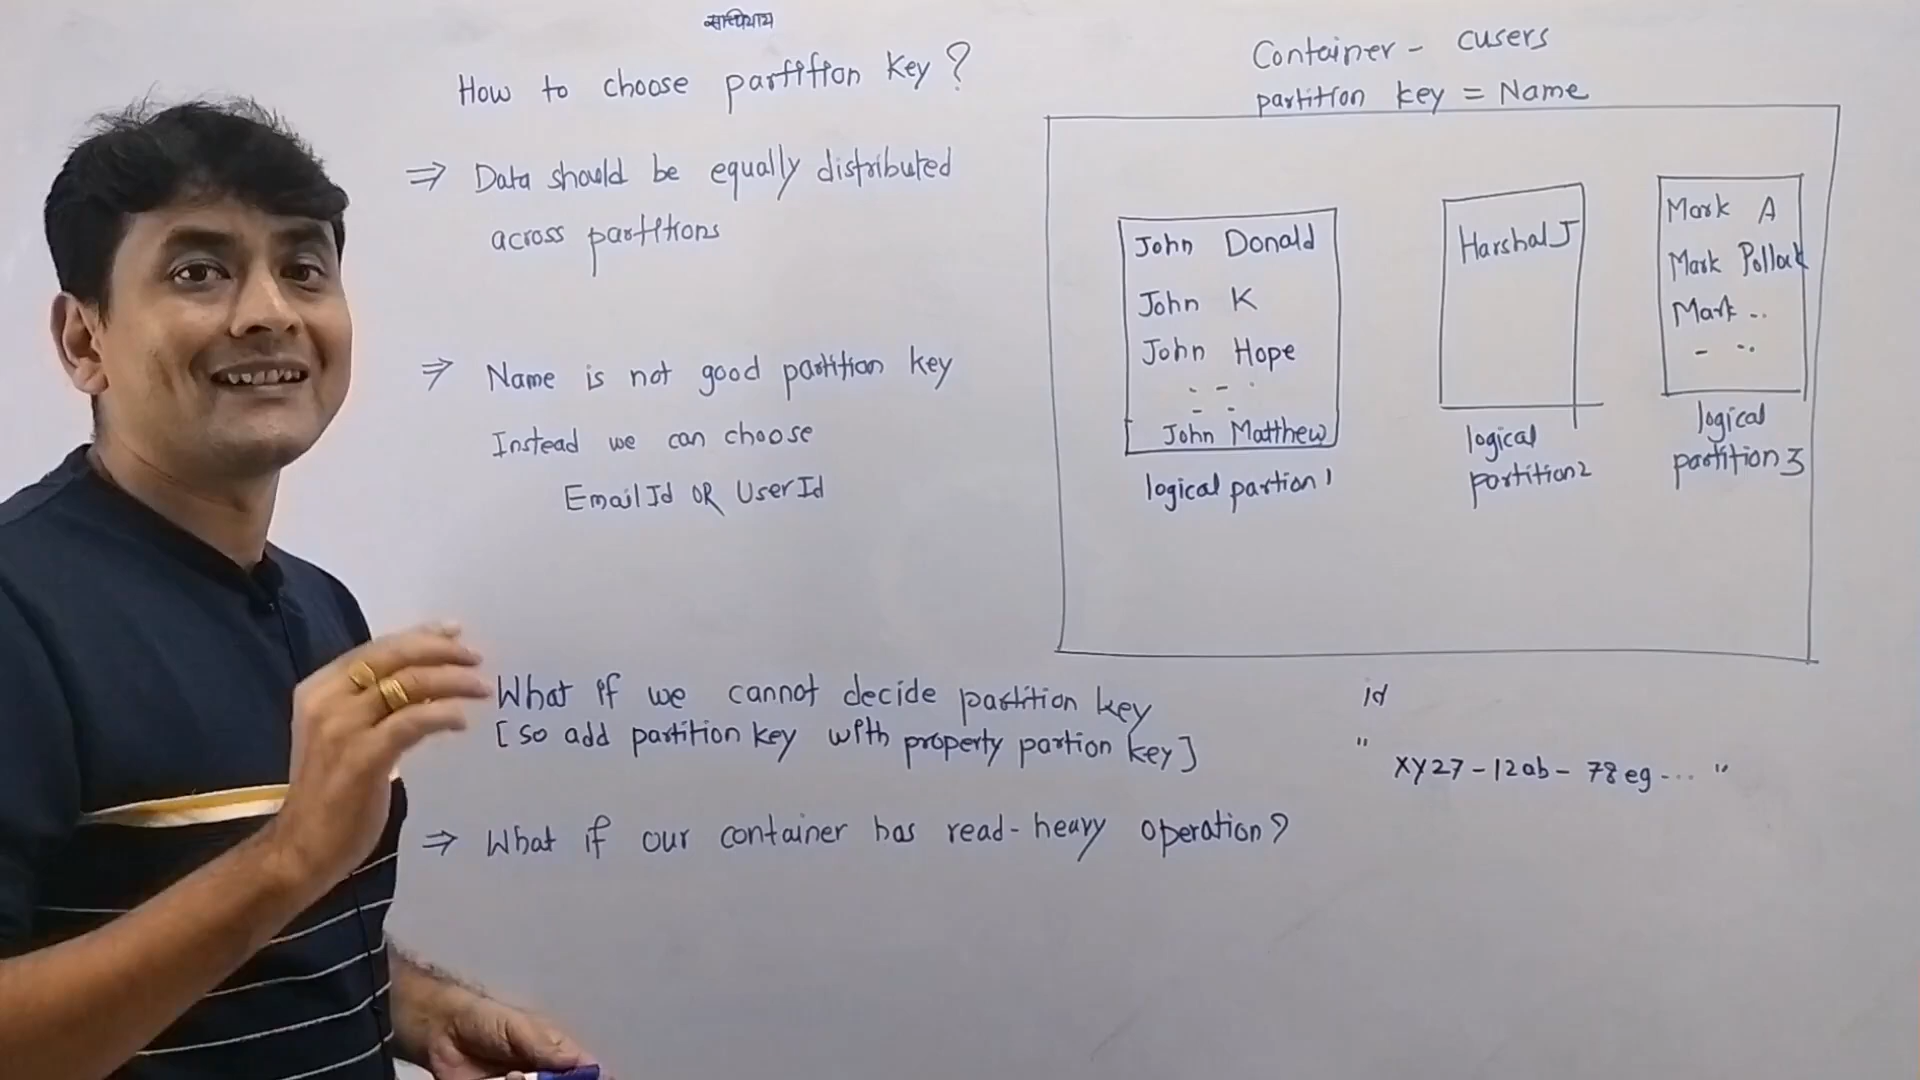 How to choose partition key?
⇒ Data should be equally distributed
across partitions
⇒ Name is not good partition key
Instead we can choose
EmailId OR UserId
What if we cannot decide partition key
[so add partition key with property partion key]
⇒ What if our container has read-heavy operation?
Container - cusers
partition key = Name
John Donald
John K
John Hope
John Matthew
logical partion 1
Harshal J
logical
partition 2
Mark A
Mark Pollock
Mark ..
logical
partition 3
id
"
XY27-12ab-78eg-... "